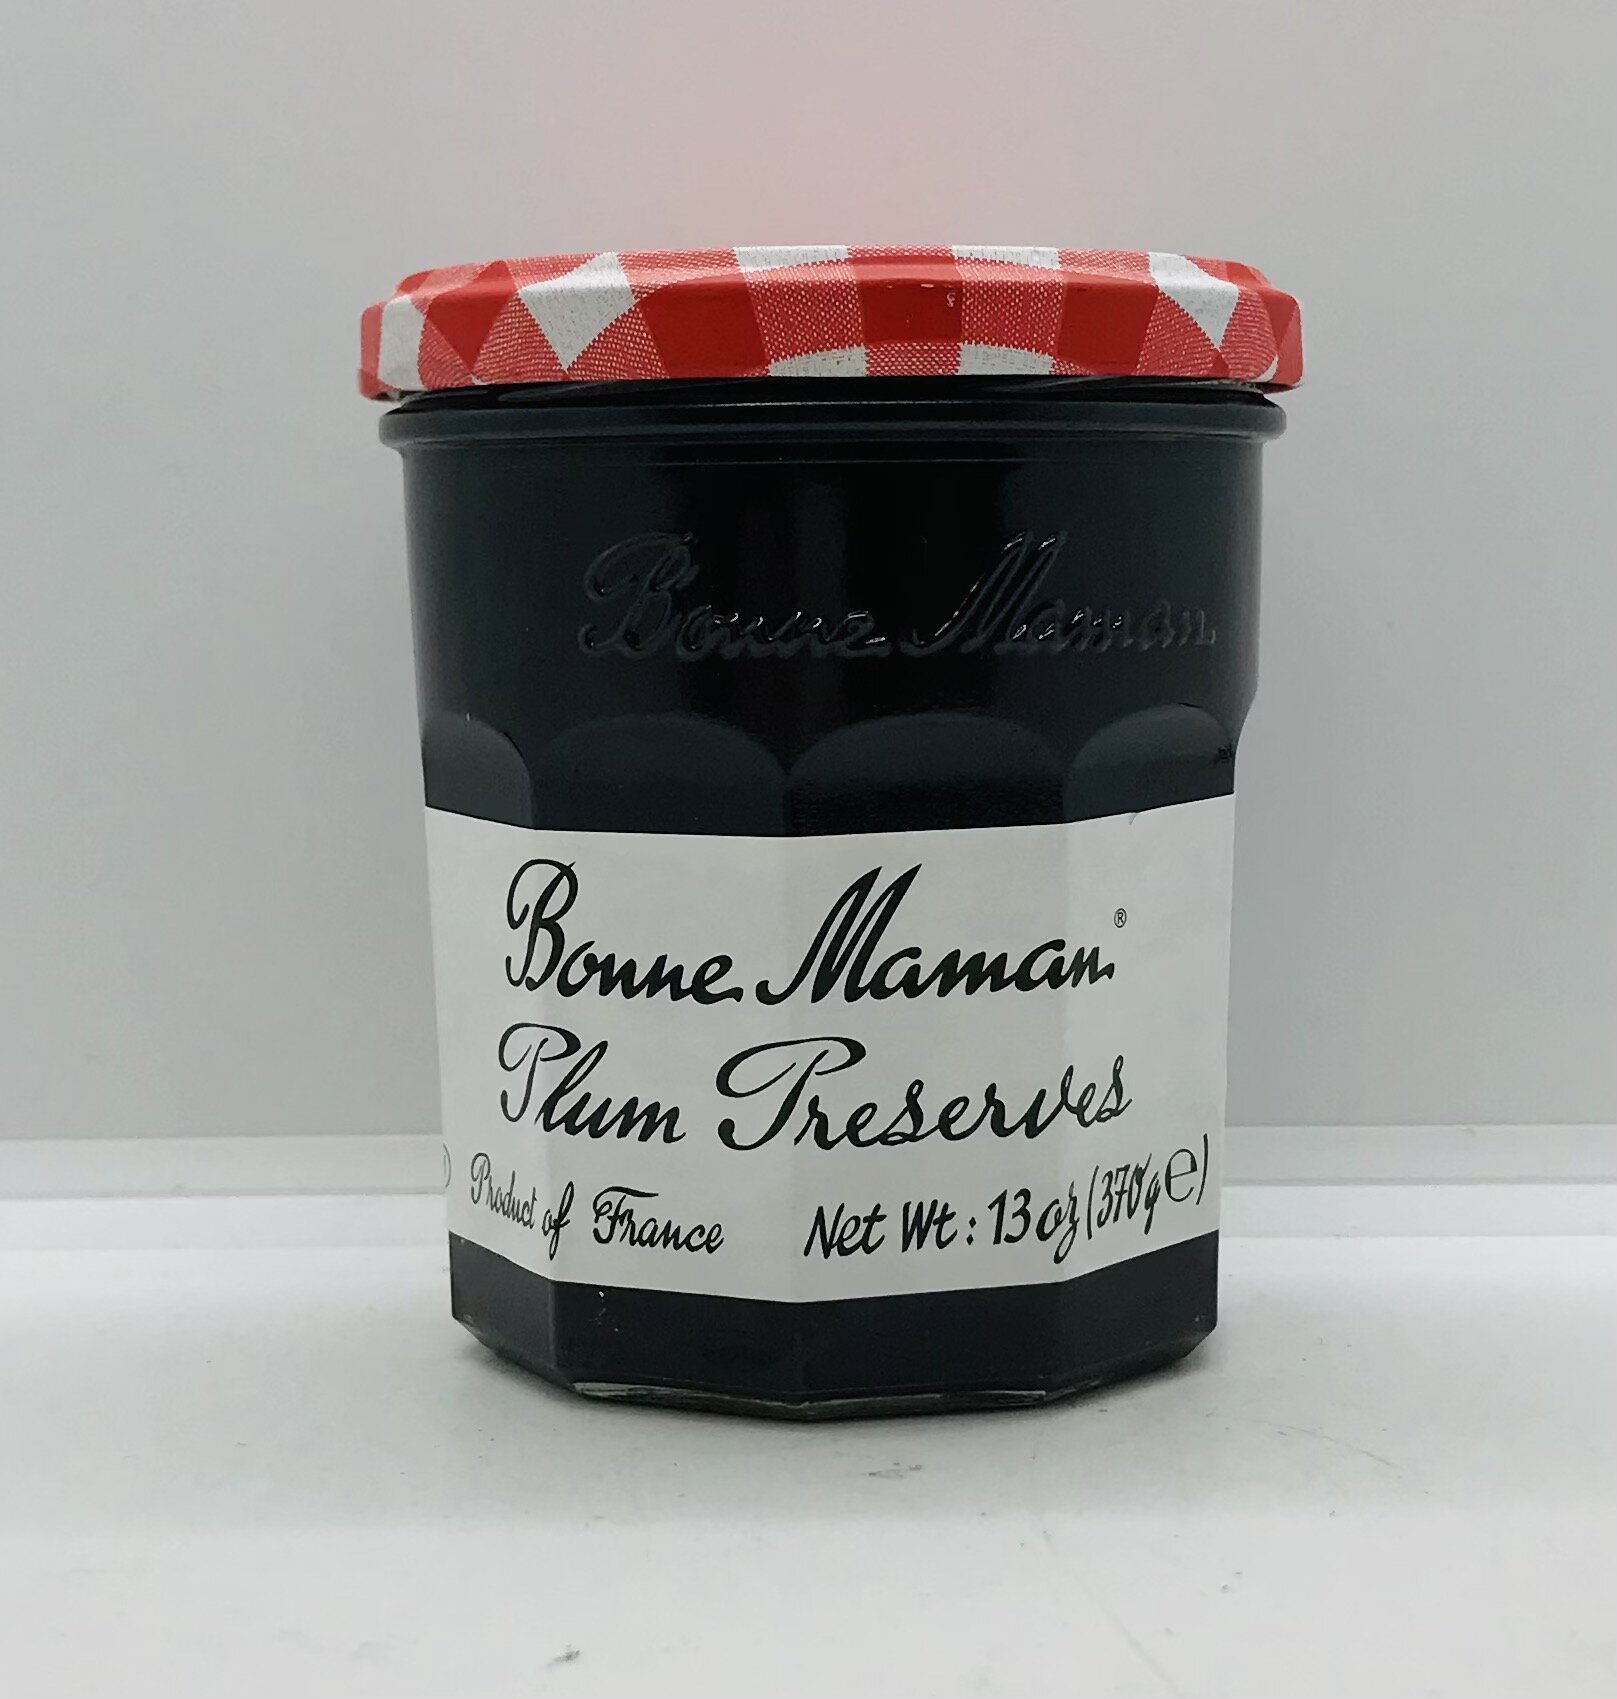 Bonne Maman
Bonne Maman®
Plum Preserves
Product of France Net Wt: 13 oz (370g ℮)